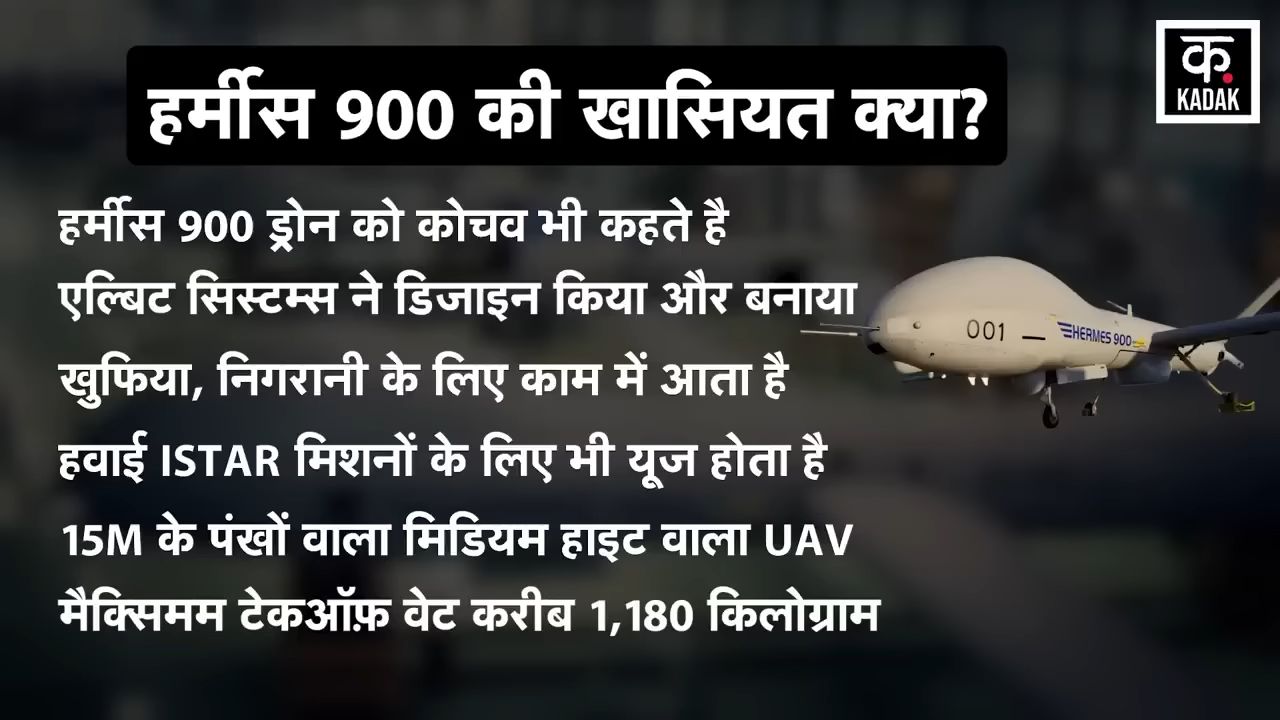 क.
KADAK
हर्मीस 900 की खासियत क्या?
हर्मीस 900 ड्रोन को कोचव भी कहते है
एल्बिट सिस्टम्स ने डिजाइन किया और बनाया
खुफिया, निगरानी के लिए काम में आता है
हवाई ISTAR मिशनों के लिए भी यूज होता है
15M के पंखों वाला मिडियम हाइट वाला UAV
मैक्सिमम टेकऑफ़ वेट करीब 1,180 किलोग्राम
001
HERMES 900